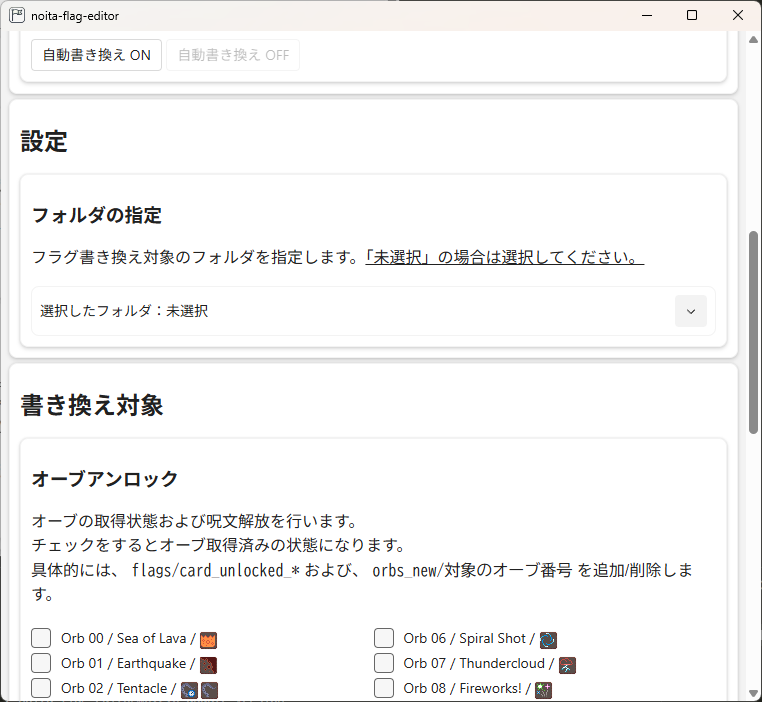 noita-flag-editor
自動書き換え ON
自動書き換え OFF
設定
フォルダの指定
フラグ書き換え対象のフォルダを指定します。「未選択」の場合は選択してください。
選択したフォルダ：未選択
書き換え対象
オーブアンロック
オーブの取得状態および呪文解放を行います。
チェックをするとオーブ取得済みの状態になります。
具体的には、 flags/card_unlocked_* および、 orbs_new/対象のオーブ番号 を追加/削除しま
す。
Orb 00 / Sea of Lava /
Orb 06 / Spiral Shot /
Orb 01 / Earthquake /
Orb 07 / Thundercloud /
Orb 02 / Tentacle /
Orb 08 / Fireworks! /